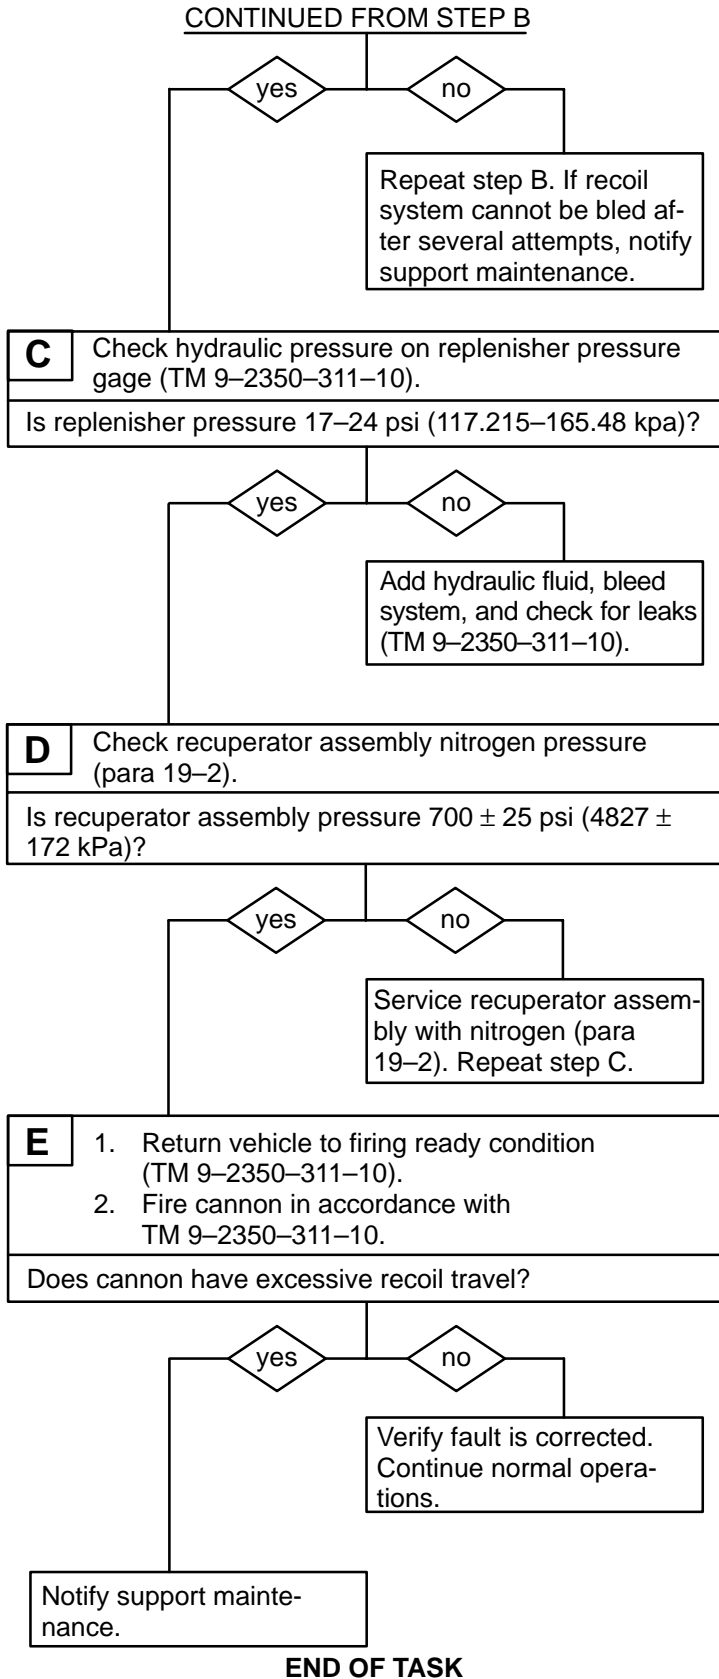 CONTINUED FROM STEP B
yes
no
Repeat step B. If recoil
system cannot be bled af-
ter several attempts, notify
support maintenance.
C
Check hydraulic pressure on replenisher pressure
gage (TM 9–2350–311–10).
Is replenisher pressure 17–24 psi (117.215–165.48 kpa)?
yes
no
Add hydraulic fluid, bleed
system, and check for leaks
(TM 9–2350–311–10).
D
Check recuperator assembly nitrogen pressure
(para 19–2).
Is recuperator assembly pressure 700 ± 25 psi (4827 ±
172 kPa)?
yes
no
Service recuperator assem-
bly with nitrogen (para
19–2). Repeat step C.
E
1. Return vehicle to firing ready condition
(TM 9–2350–311–10).
2. Fire cannon in accordance with
TM 9–2350–311–10.
Does cannon have excessive recoil travel?
yes
no
Verify fault is corrected.
Continue normal opera-
tions.
Notify support mainte-
nance.
END OF TASK